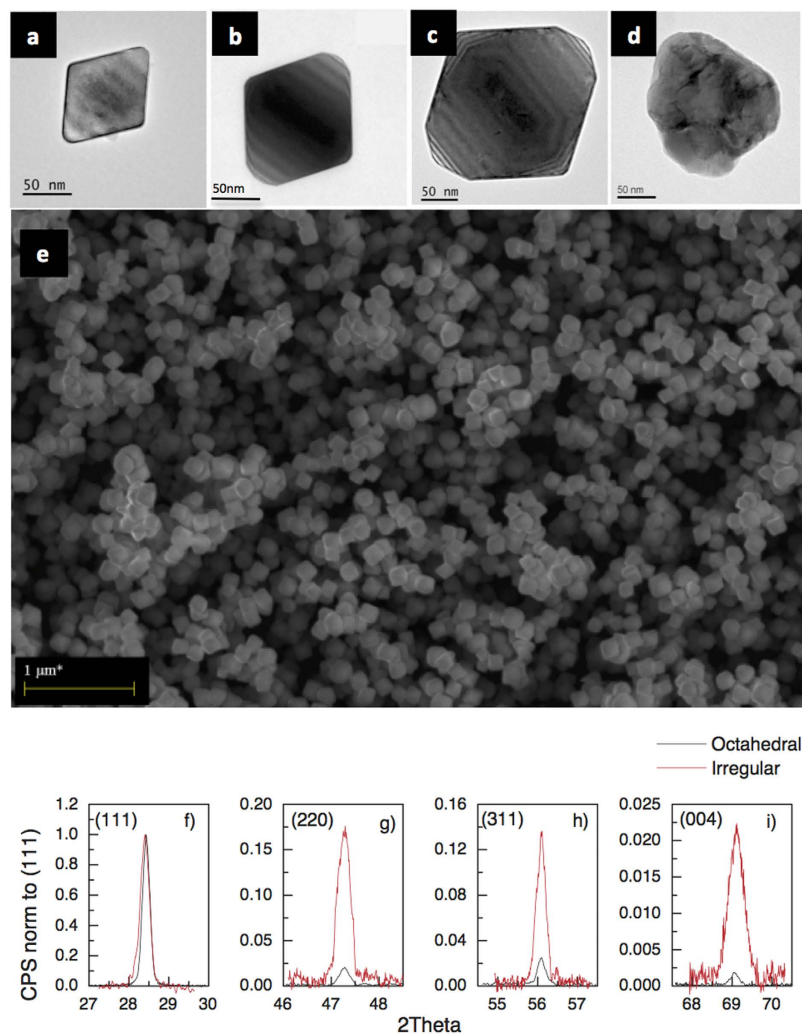 a
b
c
d
50 nm
50nm
50 nm
50 nm
e
1 µm*
Octahedral
Irregular
(111) f)
(220) g)
(311) h)
(004) i)
1.2
1.0
0.8
0.6
0.4
0.2
0.0
0.20
0.15
0.10
0.05
0.00
0.16
0.12
0.08
0.04
0.00
0.025
0.020
0.015
0.010
0.005
0.000
27 28 29 30
46 47 48
55 56 57
68 69 70
CPS norm to (111)
2Theta